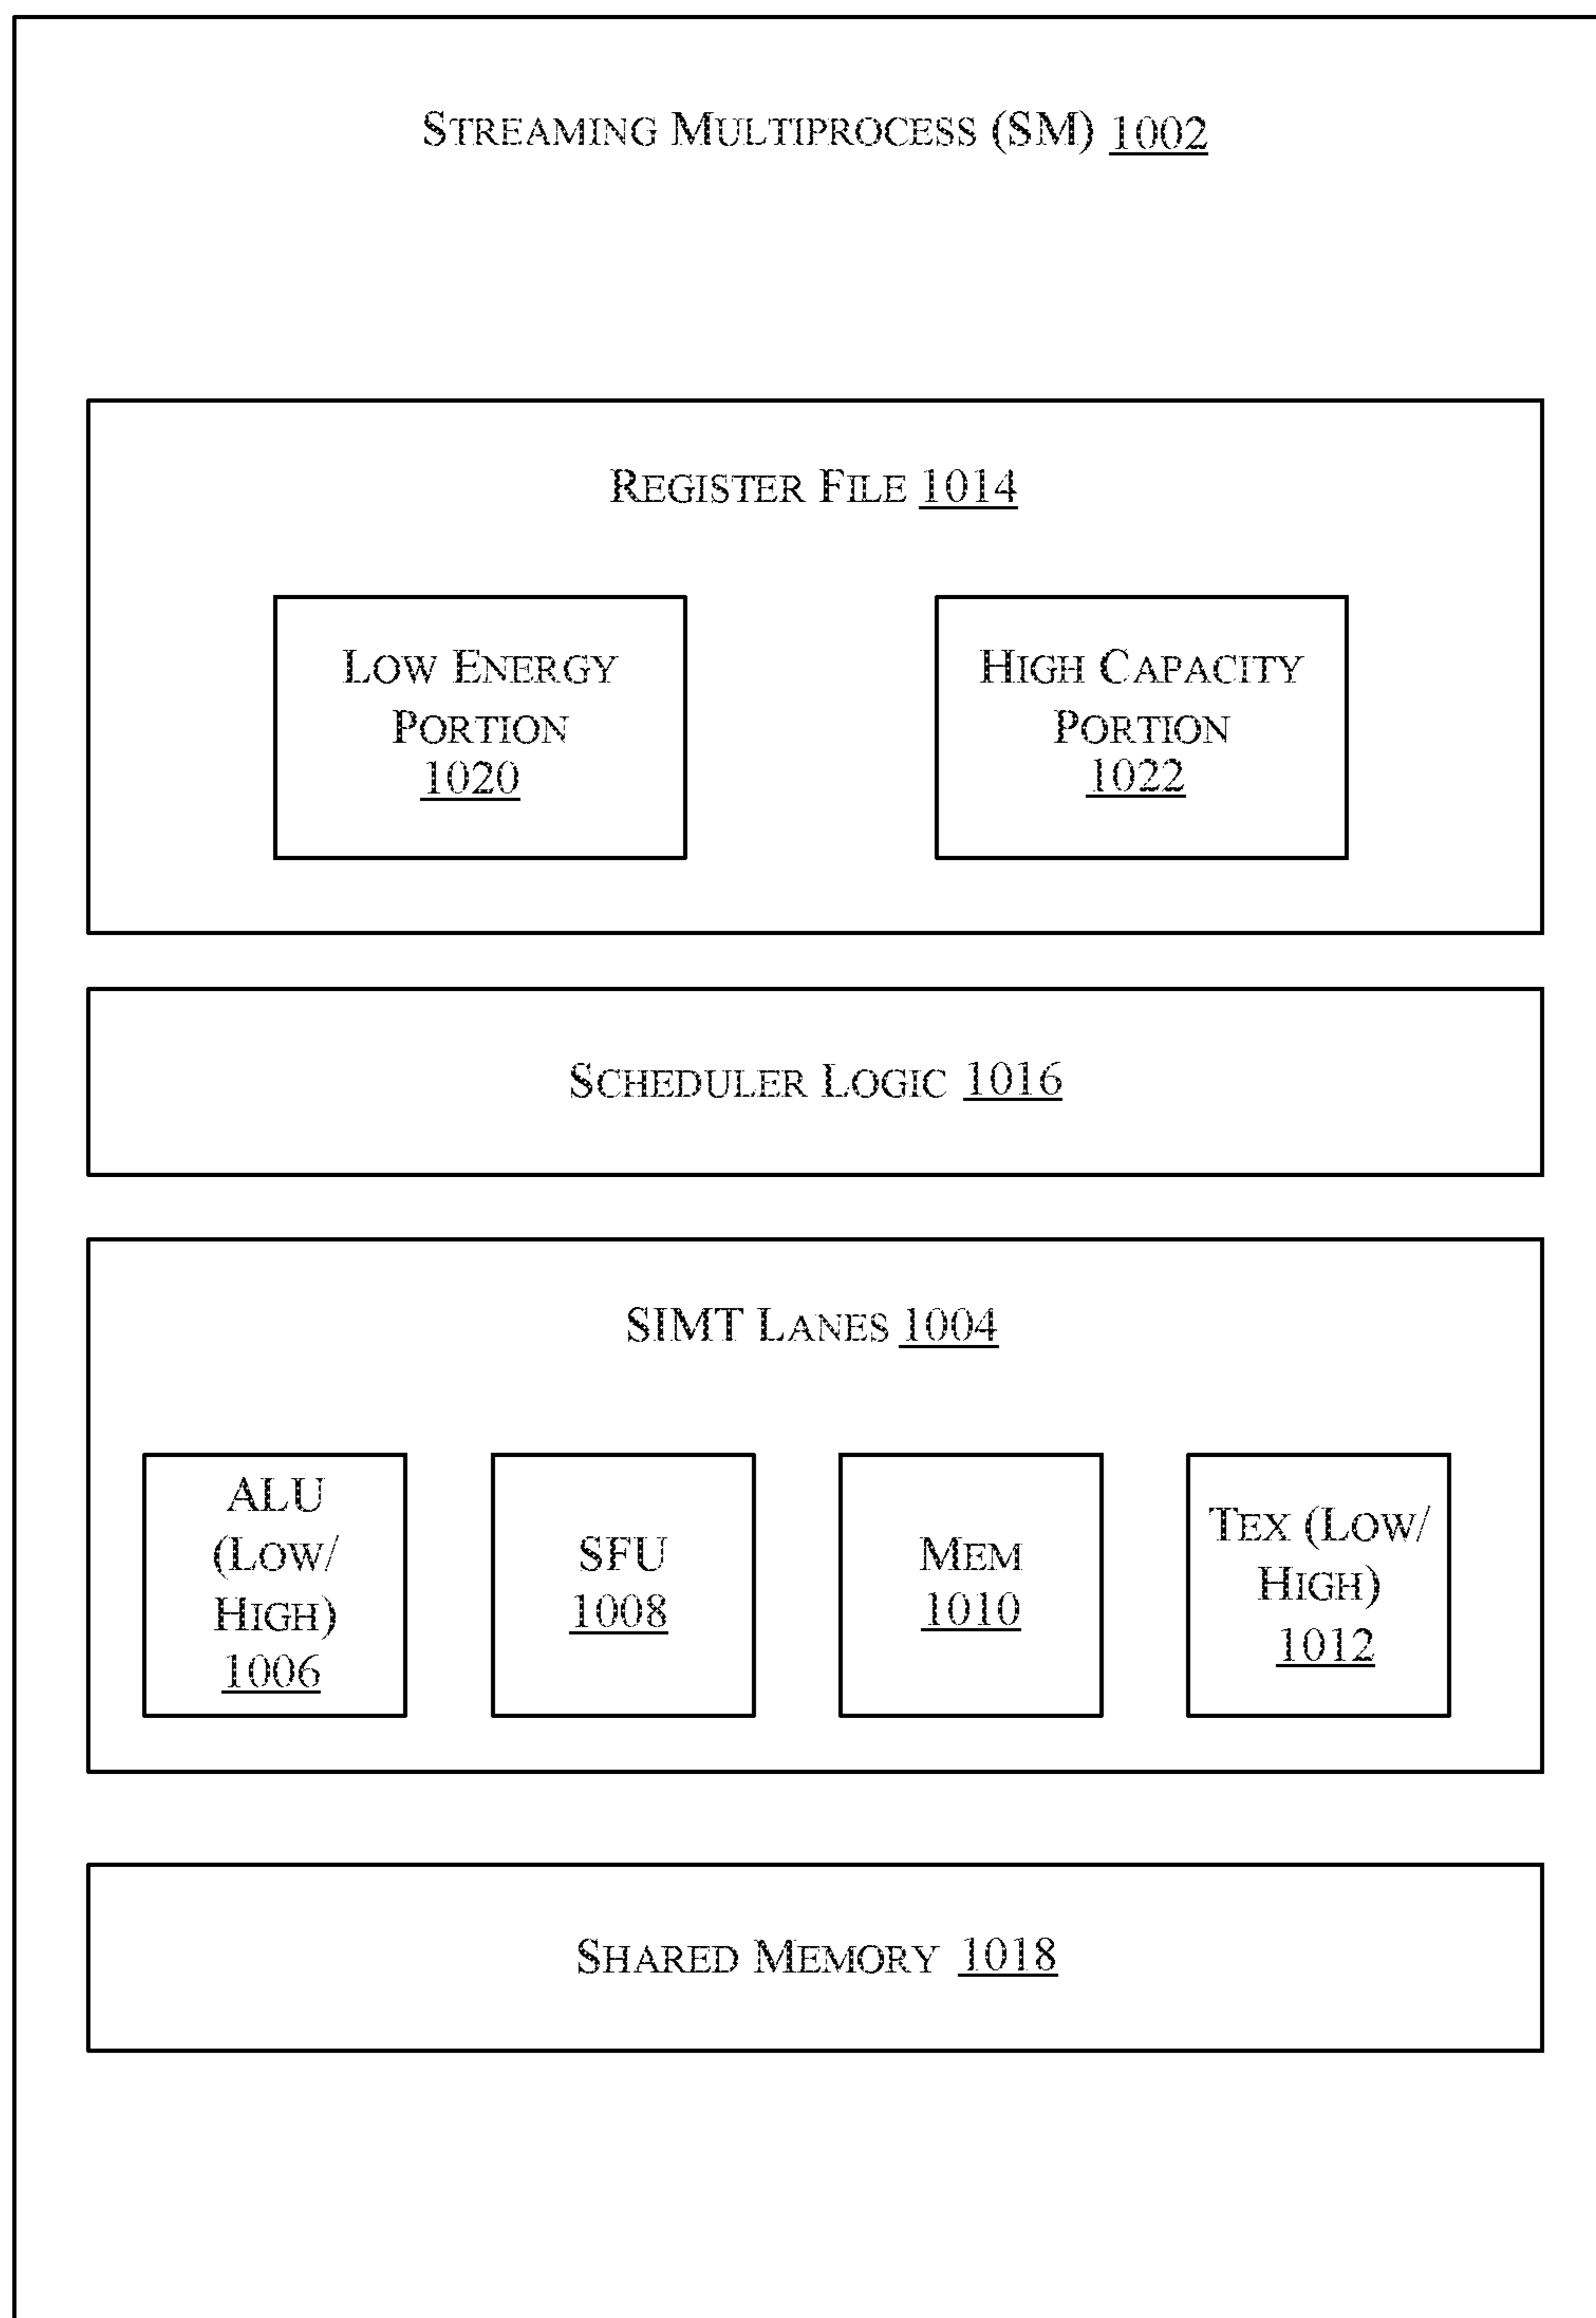 STREAMING MULTIPROCESS (SM) 1002
REGISTER FILE 1014
LOW ENERGY
PORTION
1020
HIGH CAPACITY
PORTION
1022
SCHEDULER LOGIC 1016
SIMT LANES 1004
ALU
(LOW/
HIGH)
1006
SFU
1008
MEM
1010
TEX (LOW/
HIGH)
1012
SHARED MEMORY 1018